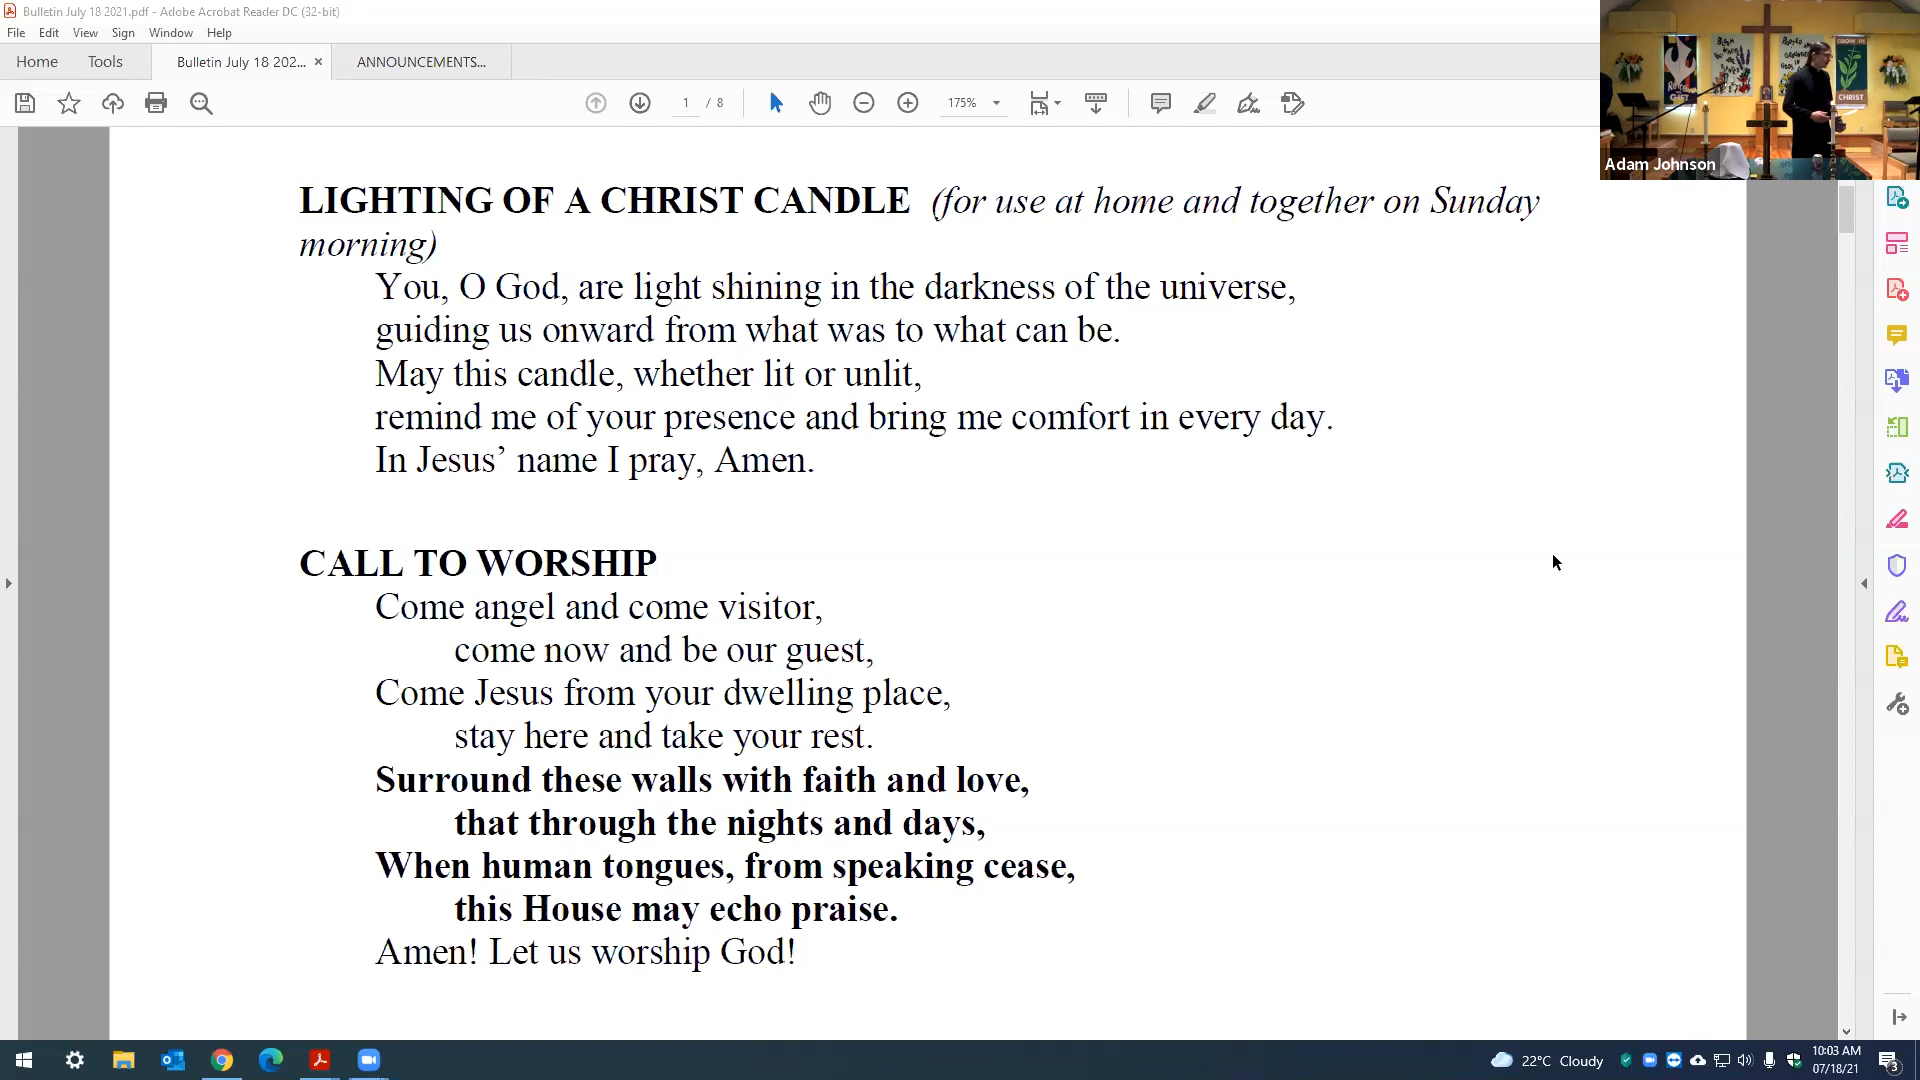 Bulletin July 18 2021.pdf - Adobe Acrobat Reader DC (32-bit)
File Edit View Sign Window Help
Home Tools Bulletin July 18 202... × ANNOUNCEMENTS...
1 / 8 175%
Adam Johnson
GROW IN
CHRIST
LIGHTING OF A CHRIST CANDLE (for use at home and together on Sunday
morning)
You, O God, are light shining in the darkness of the universe,
guiding us onward from what was to what can be.
May this candle, whether lit or unlit,
remind me of your presence and bring me comfort in every day.
In Jesus’ name I pray, Amen.
CALL TO WORSHIP
Come angel and come visitor,
come now and be our guest,
Come Jesus from your dwelling place,
stay here and take your rest.
Surround these walls with faith and love,
that through the nights and days,
When human tongues, from speaking cease,
this House may echo praise.
Amen! Let us worship God!
22°C Cloudy
10:03 AM
07/18/21
3